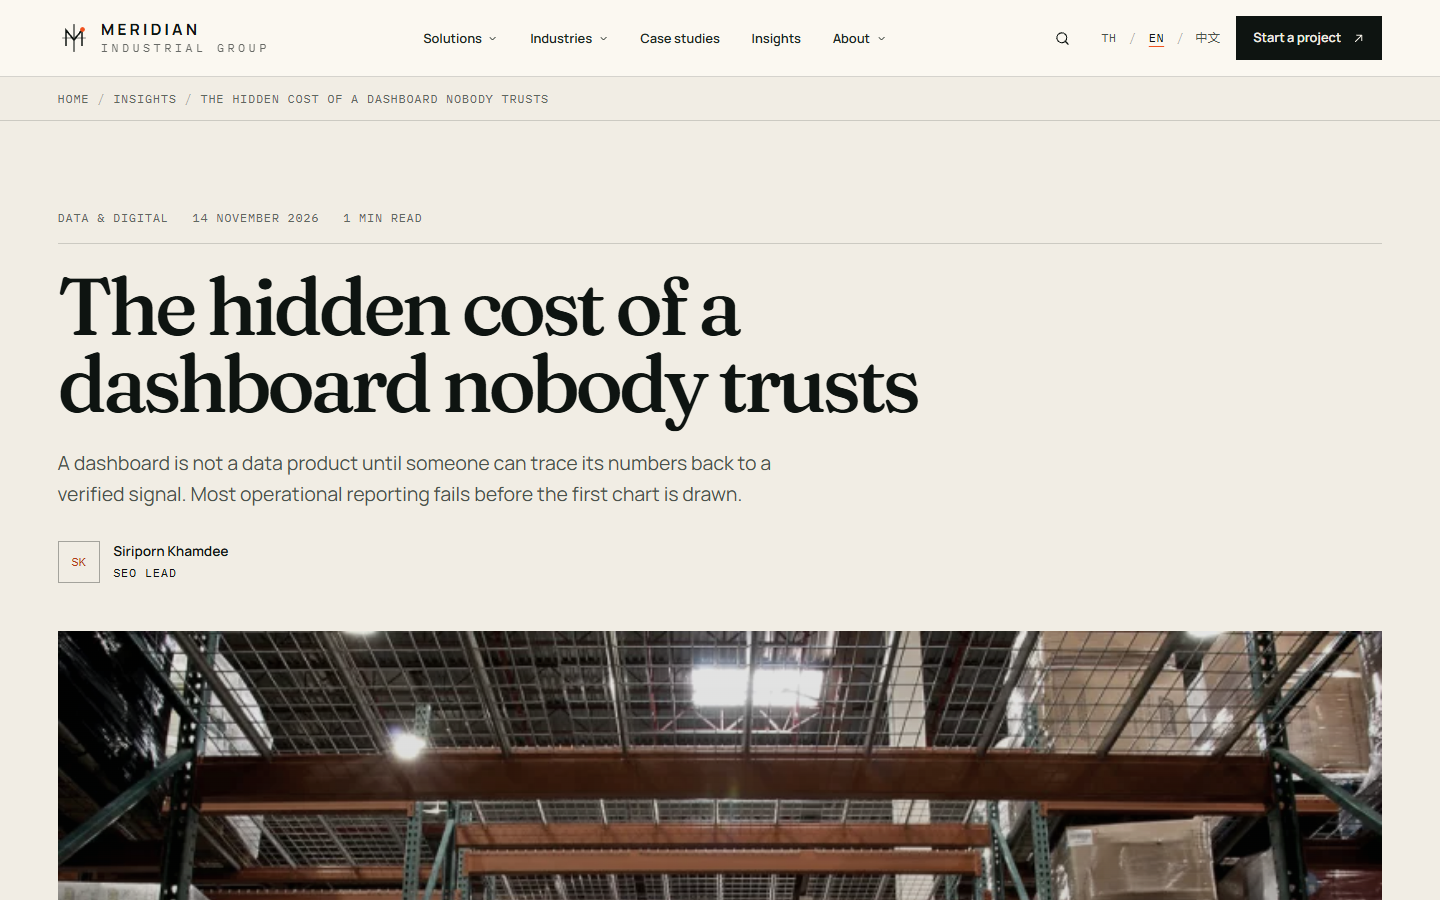 MERIDIAN
INDUSTRIAL GROUP
Solutions
Industries
Case studies
Insights
About
TH / EN / 中文
Start a project
HOME / INSIGHTS / THE HIDDEN COST OF A DASHBOARD NOBODY TRUSTS
DATA & DIGITAL 14 NOVEMBER 2026 1 MIN READ
The hidden cost of a
dashboard nobody trusts
A dashboard is not a data product until someone can trace its numbers back to a
verified signal. Most operational reporting fails before the first chart is drawn.
SK
Siriporn Khamdee
SEO LEAD